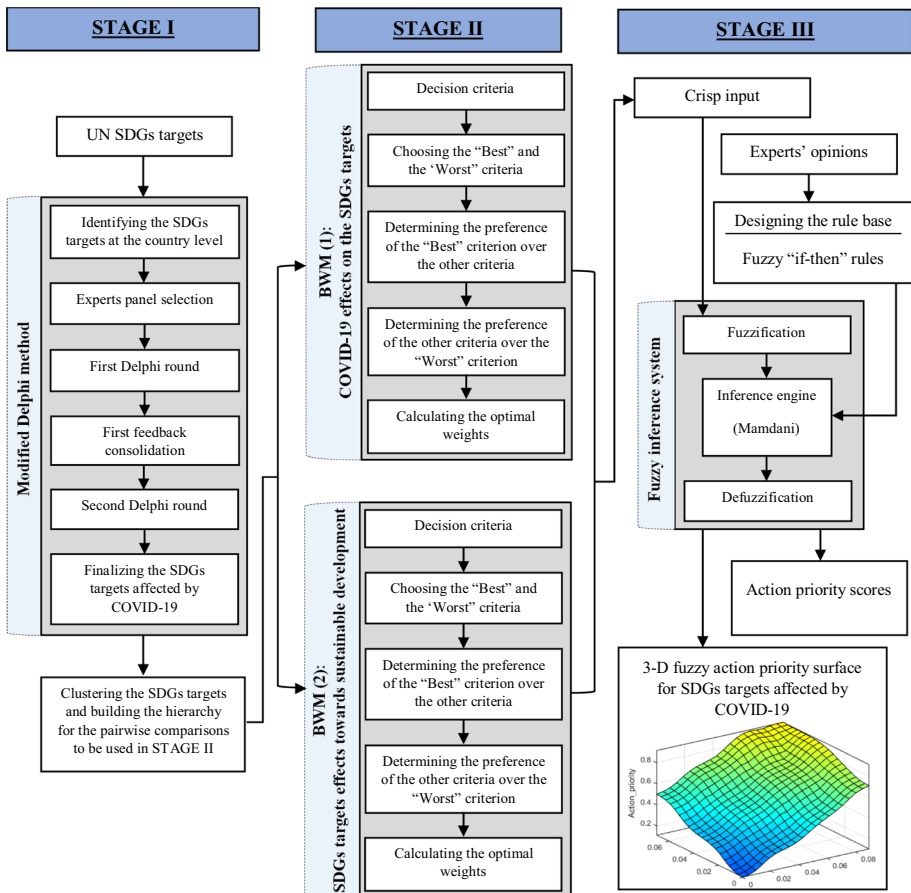 STAGE I
UN SDGs targets
Modified Delphi method
Identifying the SDGs
targets at the country level
Experts panel selection
First Delphi round
First feedback
consolidation
Second Delphi round
Finalizing the SDGs
targets affected by
COVID-19
Clustering the SDGs targets
and building the hierarchy
for the pairwise comparisons
to be used in STAGE II
STAGE II
BWM (1):
COVID-19 effects on the SDGs targets
Decision criteria
Choosing the “Best” and
the ‘Worst” criteria
Determining the preference
of the “Best” criterion over
the other criteria
Determining the preference
of the other criteria over the
“Worst” criterion
Calculating the optimal
weights
BWM (2):
SDGs targets effects towards sustainable development
Decision criteria
Choosing the “Best” and
the ‘Worst” criteria
Determining the preference
of the “Best” criterion over
the other criteria
Determining the preference
of the other criteria over the
“Worst” criterion
Calculating the optimal
weights
STAGE III
Crisp input
Experts’ opinions
Designing the rule base
Fuzzy “if-then” rules
Fuzzy inference system
Fuzzification
Inference engine
(Mamdani)
Defuzzification
Action priority scores
3-D fuzzy action priority surface
for SDGs targets affected by
COVID-19
Action_priority
0.8
0.6
0.4
0.2
0.06
0.04
0.02
0
0
0.02
0.04
0.06
0.08